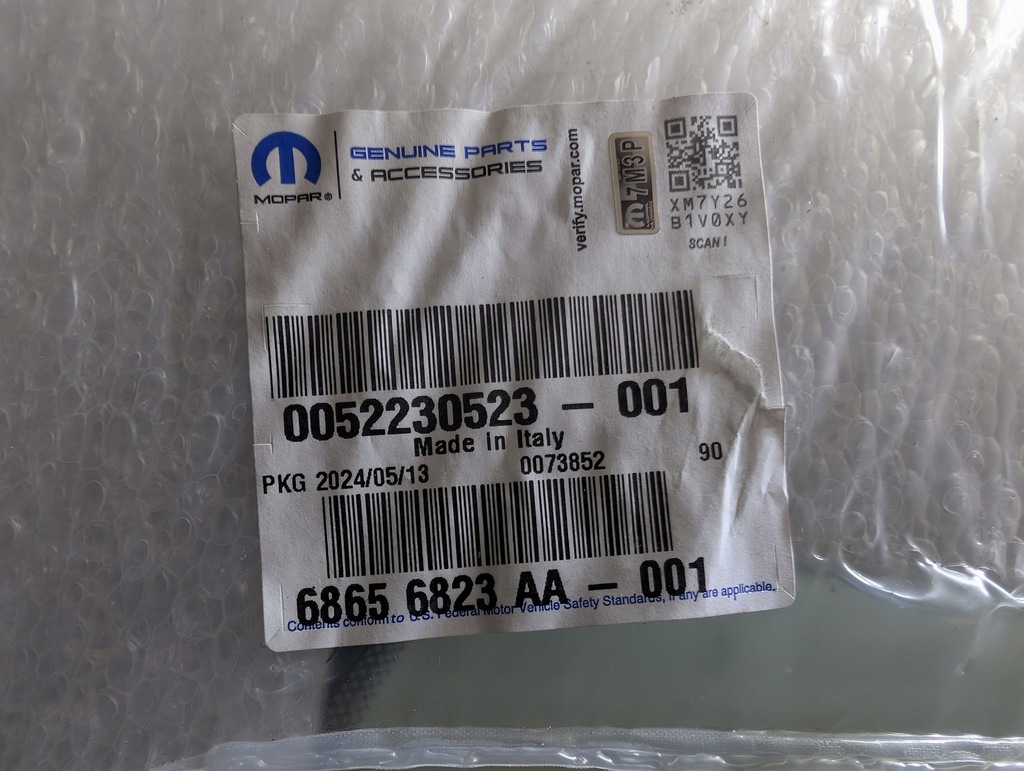 MOPAR®
GENUINE PARTS
& ACCESSORIES
verify.mopar.com
m 7M3P
XM7Y26
B1V0XY
SCAN!
0052230523 — 001
Made in Italy
PKG 2024/05/13 0073852 90
6865 6823 AA — 001
Contents conform to U.S. Federal Motor Vehicle Safety Standards, if any are applicable.